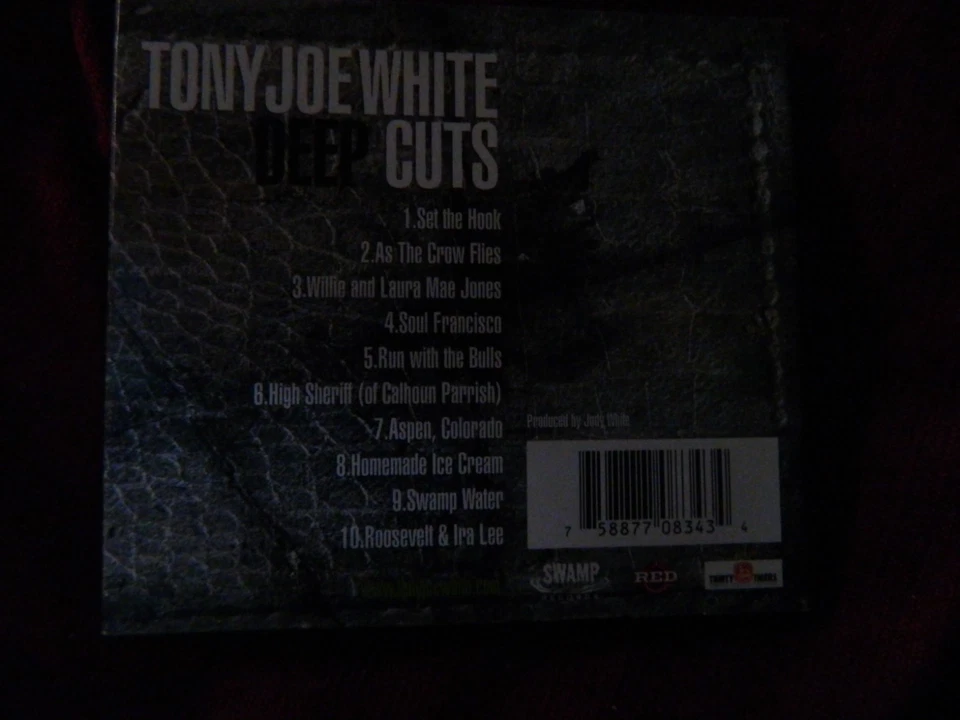 TONY JOE WHITE
DEEP CUTS
1.Set the Hook
2.As The Crow Flies
3.Willie and Laura Mae Jones
4.Soul Francisco
5.Run with the Bulls
6.High Sheriff (of Calhoun Parrish)
7.Aspen, Colorado
8.Homemade Ice Cream
9.Swamp Water
10.Roosevelt & Ira Lee
Produced by Jody White
7 58877 08343 4
SWAMP
RECORDS
RED
THIRTY TIGERS